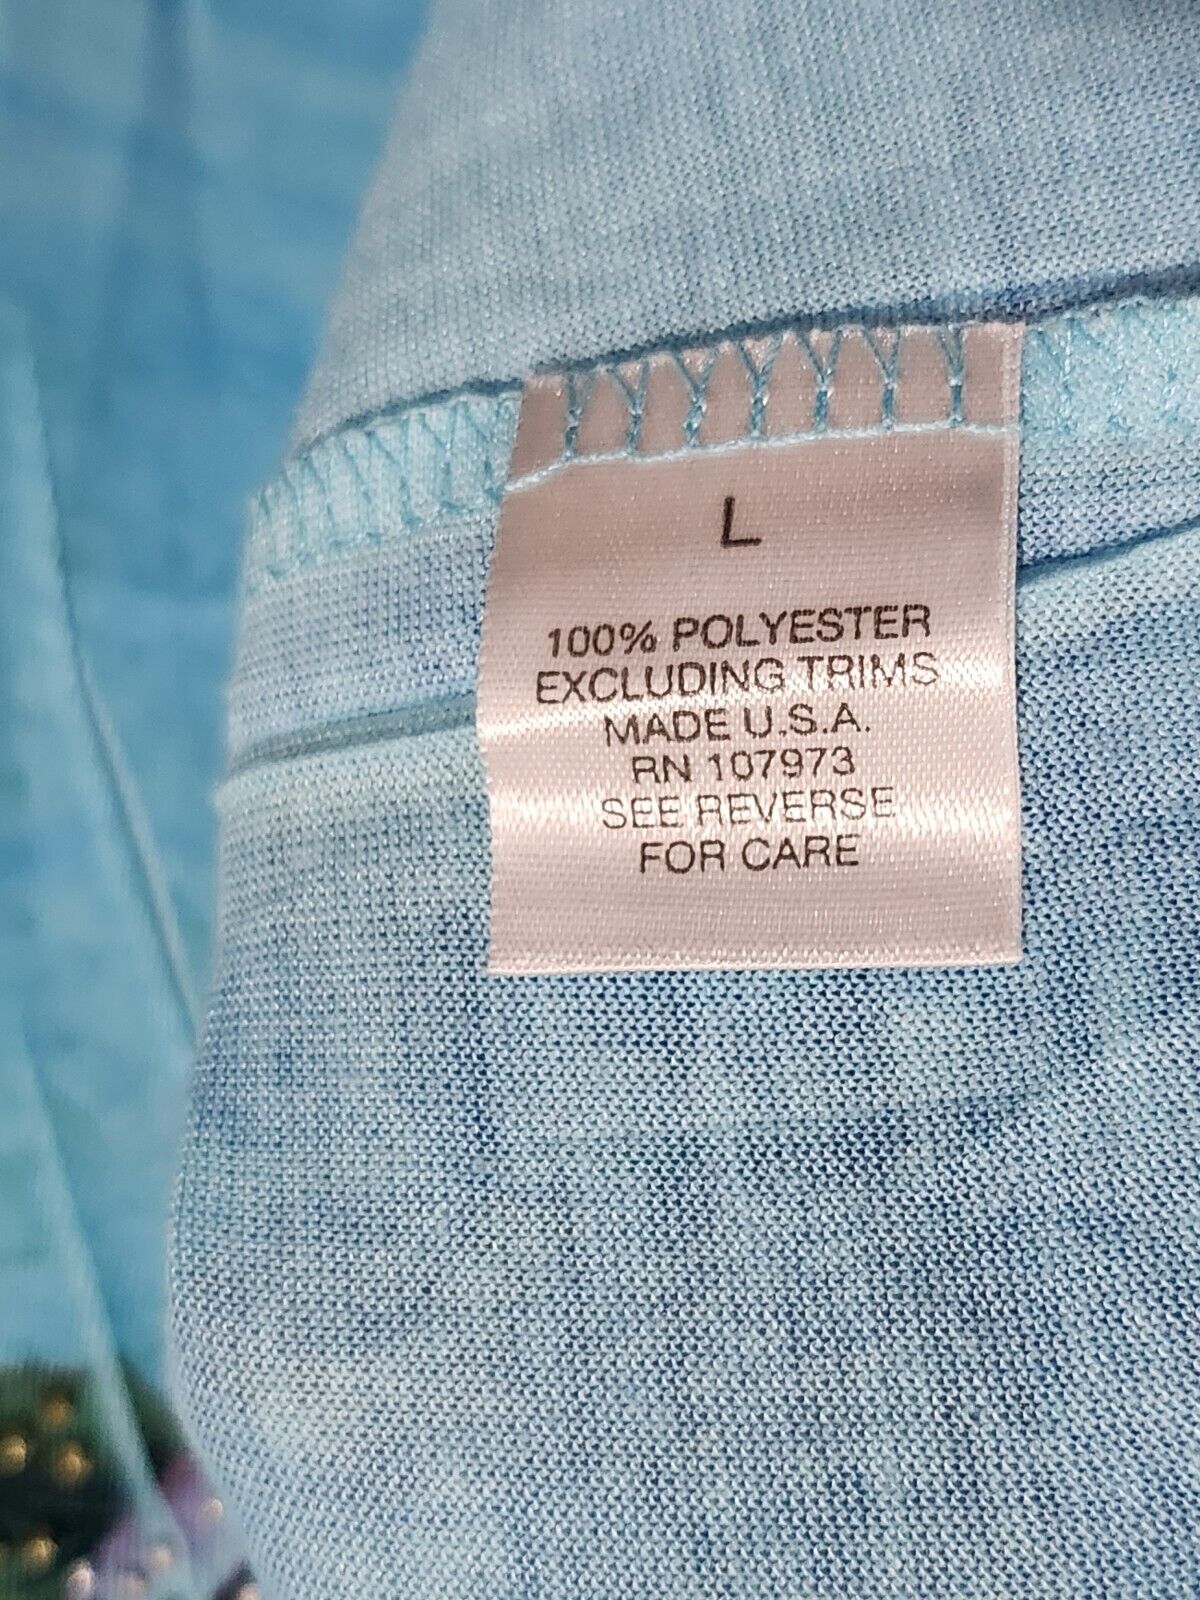 L
100% POLYESTER
EXCLUDING TRIMS
MADE U.S.A.
RN 107973
SEE REVERSE
FOR CARE